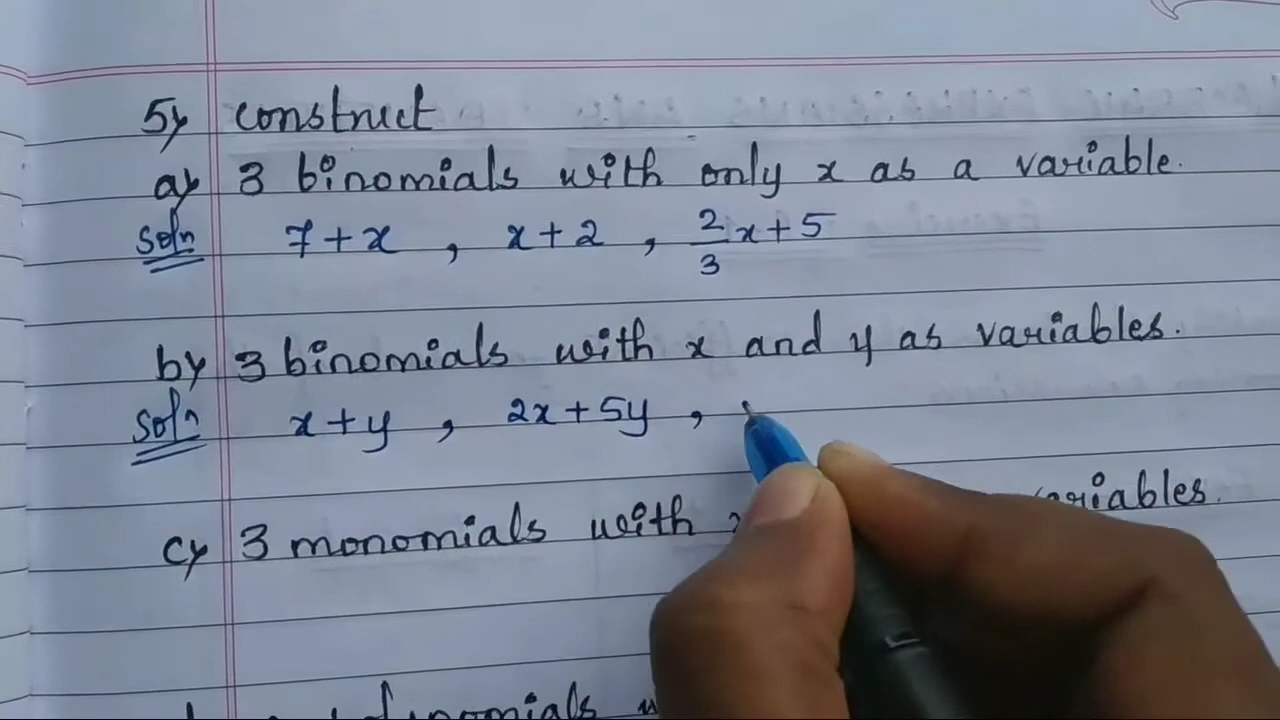 5) construct
a) 3 binomials with only x as a variable.
Soln 7 + x , x + 2 , 2/3 x + 5
b) 3 binomials with x and y as variables.
Soln x + y , 2x + 5y ,
c) 3 monomials with x variables.